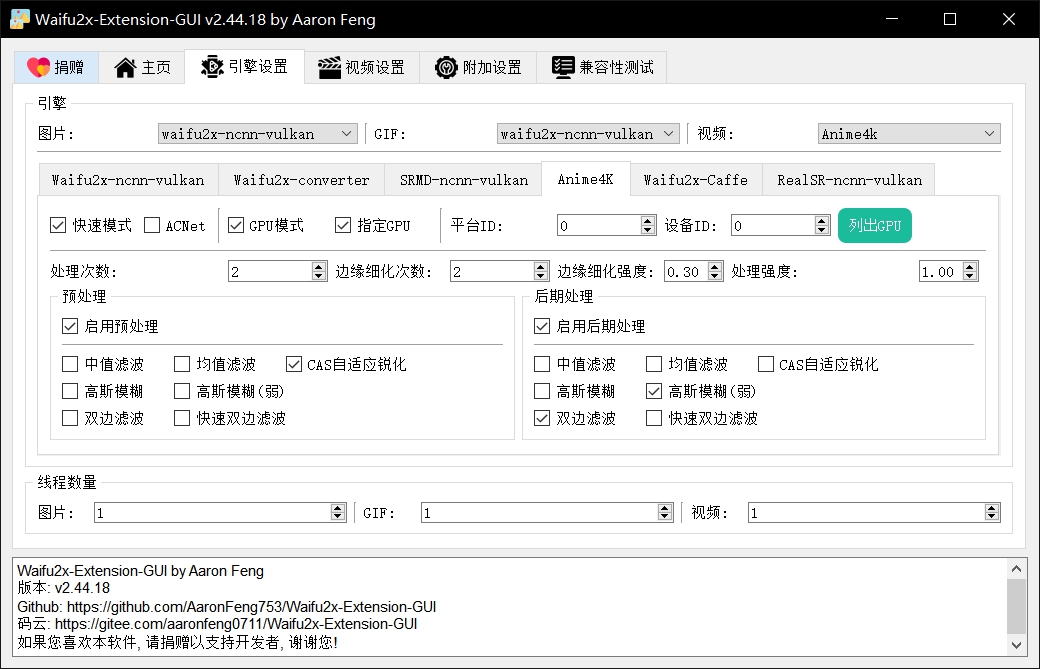 Waifu2x-Extension-GUI v2.44.18 by Aaron Feng
捐赠 主页 引擎设置 视频设置 附加设置 兼容性测试
引擎
图片: waifu2x-ncnn-vulkan GIF: waifu2x-ncnn-vulkan 视频: Anime4k
Waifu2x-ncnn-vulkan Waifu2x-converter SRMD-ncnn-vulkan Anime4K Waifu2x-Caffe RealSR-ncnn-vulkan
快速模式 ACNet GPU模式 指定GPU 平台ID: 0 设备ID: 0 列出GPU
处理次数: 2 边缘细化次数: 2 边缘细化强度: 0.30 处理强度: 1.00
预处理
启用预处理
中值滤波 均值滤波 CAS自适应锐化
高斯模糊 高斯模糊(弱)
双边滤波 快速双边滤波
后期处理
启用后期处理
中值滤波 均值滤波 CAS自适应锐化
高斯模糊 高斯模糊(弱)
双边滤波 快速双边滤波
线程数量
图片: 1 GIF: 1 视频: 1
Waifu2x-Extension-GUI by Aaron Feng
版本: v2.44.18
Github: https://github.com/AaronFeng753/Waifu2x-Extension-GUI
码云: https://gitee.com/aaronfeng0711/Waifu2x-Extension-GUI
如果您喜欢本软件, 请捐赠以支持开发者, 谢谢您!